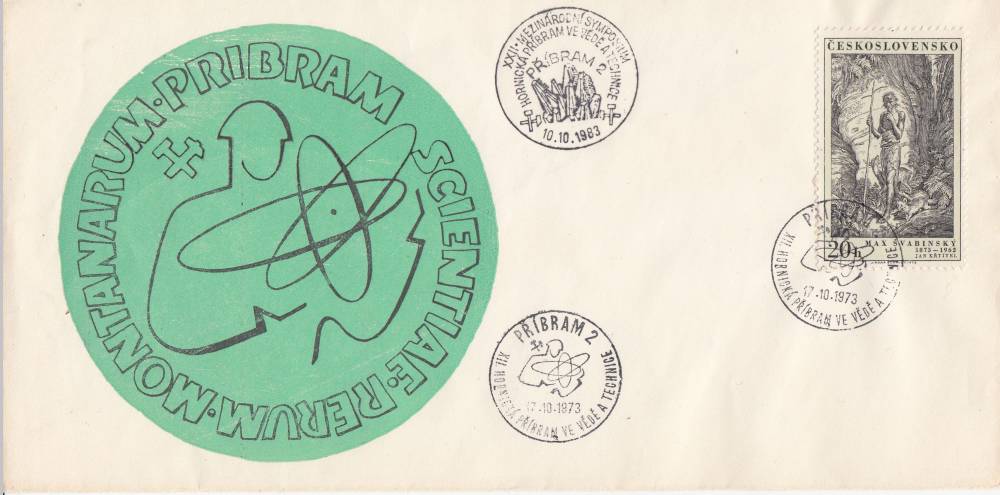 MONTANARUM · PRIBRAM SCIENTIAE · RERUM ·
XXII. MEZINÁRODNÍ SYMPOSIUM
HORNICKÁ PŘÍBRAM VE VĚDĚ A TECHNICE
PŘÍBRAM 2
10.10.1983
ČESKOSLOVENSKO
20 h
MAX ŠVABINSKÝ
1873–1962
JAN KŘTITEL
PŘÍBRAM 2
17.-10.1973
XII. HORNICKÁ PŘÍBRAM VE VĚDĚ A TECHNICE
PŘÍB
17.-10.1973
XII. HORNICKÁ PŘÍBRAM VE VĚDĚ A TECHNICE